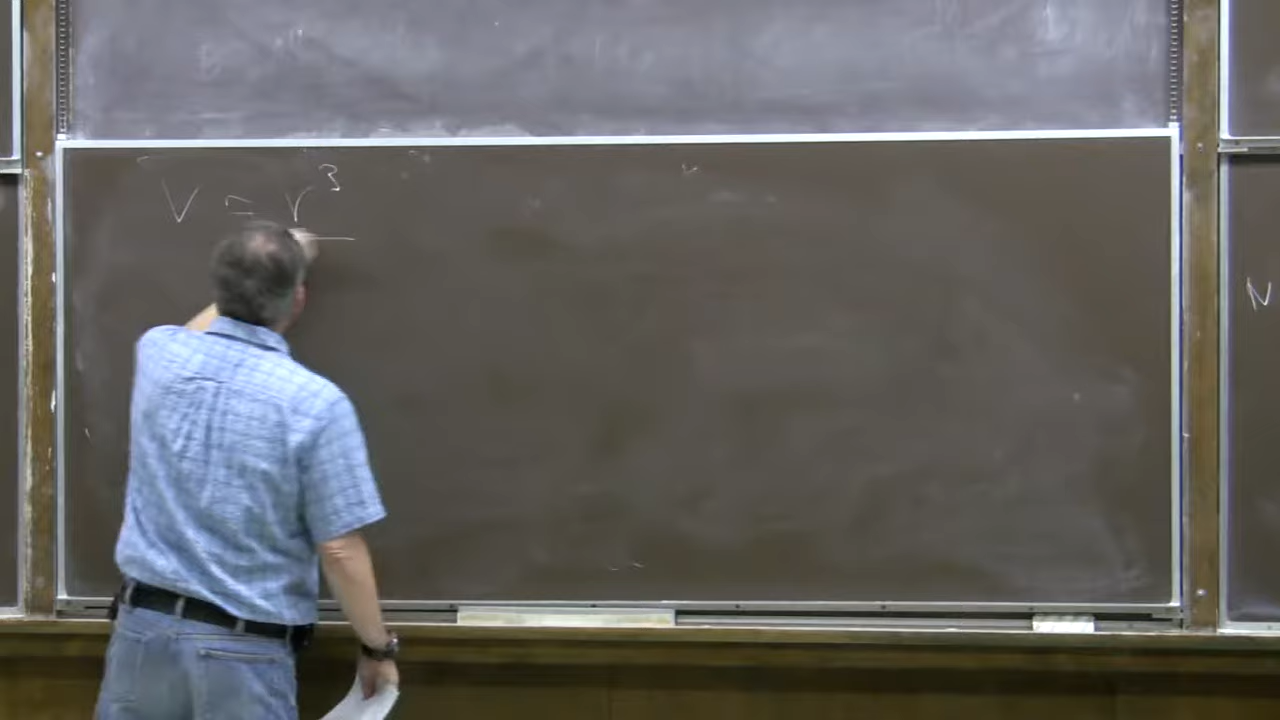 V = r³
N